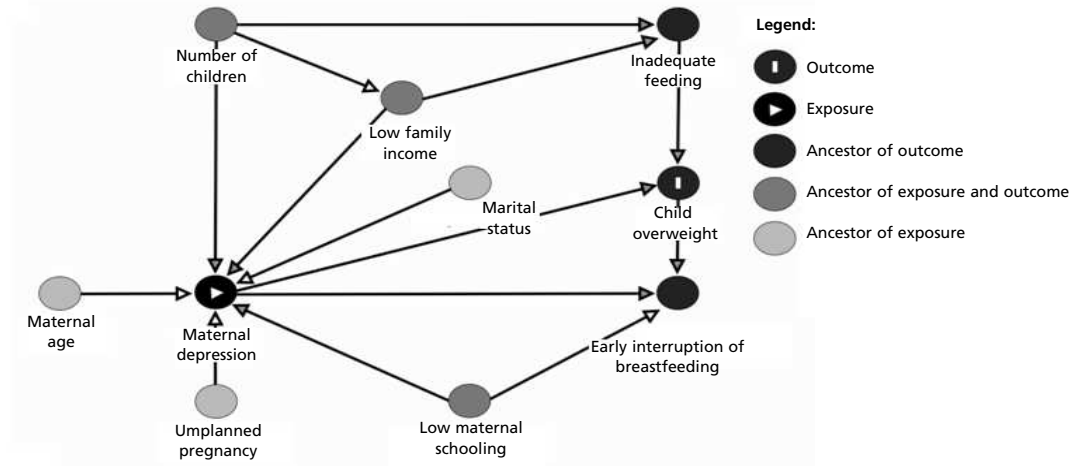 Number of
children
Inadequate
feeding
Low family
income
Marital
status
Child
overweight
Maternal
age
Maternal
depression
Early interruption of
breastfeeding
Umplanned
pregnancy
Low maternal
schooling
Legend:
Outcome
Exposure
Ancestor of outcome
Ancestor of exposure and outcome
Ancestor of exposure